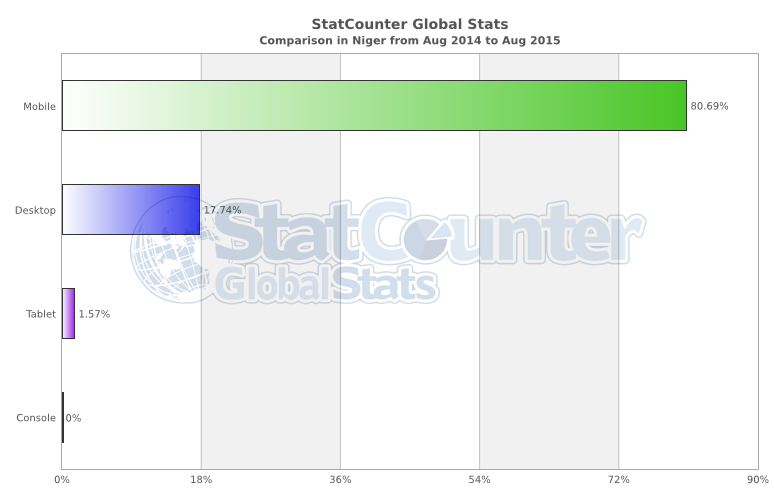 StatCounter Global Stats
Comparison in Niger from Aug 2014 to Aug 2015
Mobile 80.69%
Desktop 17.74%
StatCounter
GlobalStats
Tablet 1.57%
Console 0%
0% 18% 36% 54% 72% 90%